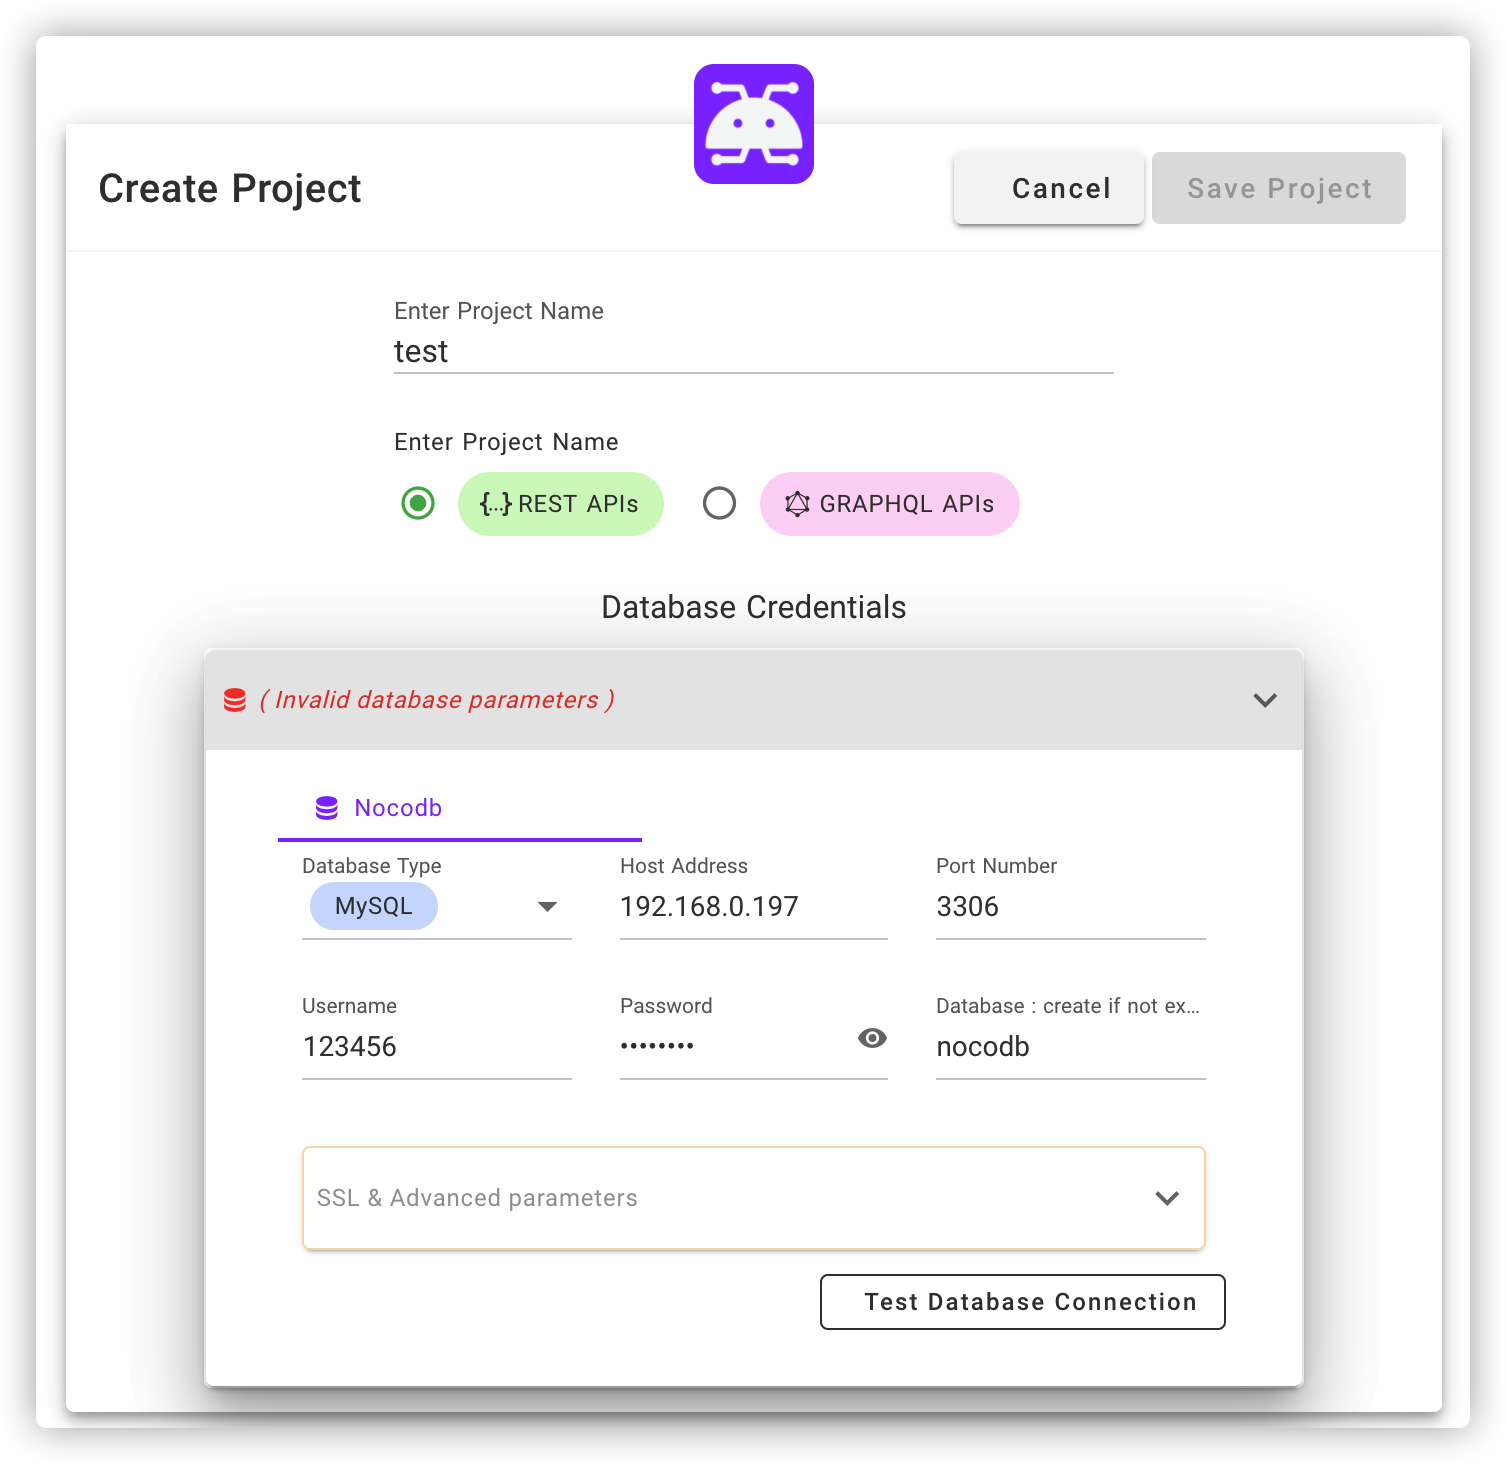 Create Project
Cancel
Save Project
Enter Project Name
test
Enter Project Name
{...} REST APIs
GRAPHQL APIs
Database Credentials
( Invalid database parameters )
Nocodb
Database Type
Host Address
Port Number
MySQL
192.168.0.197
3306
Username
Password
Database : create if not ex...
123456
••••••••
nocodb
SSL & Advanced parameters
Test Database Connection